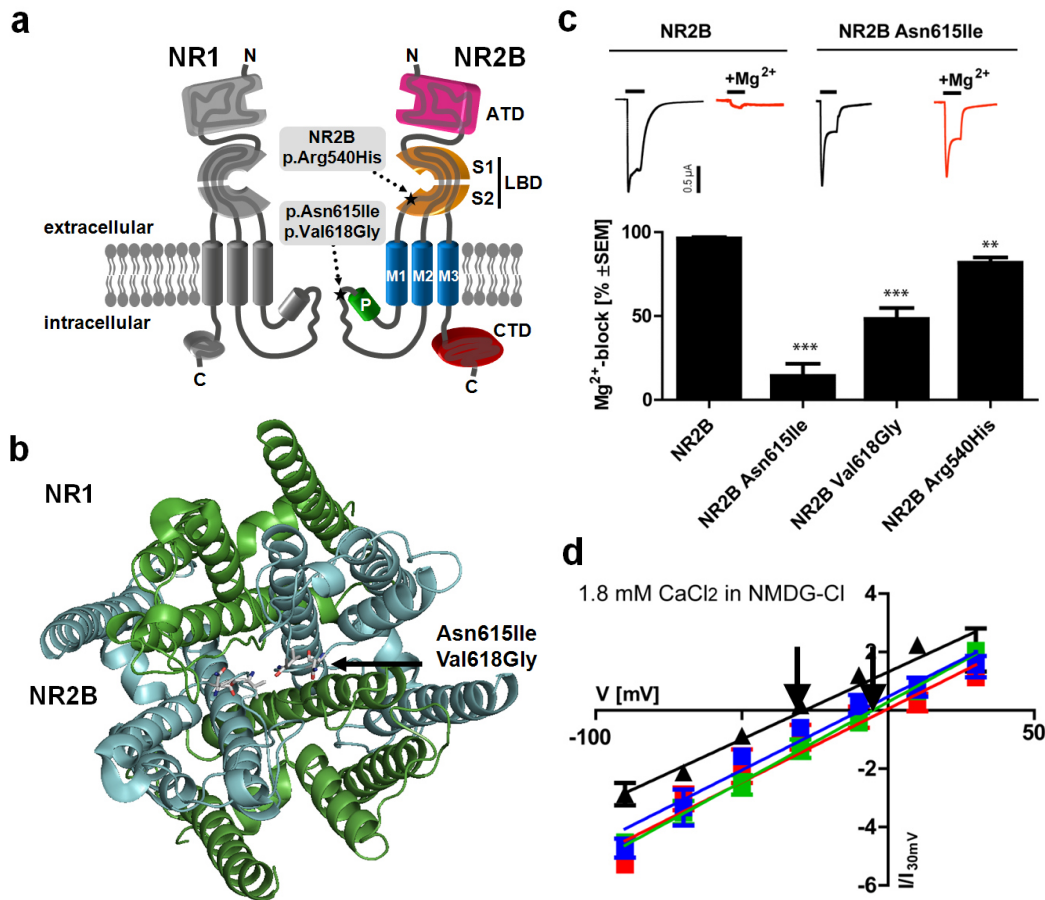 a
NR1
N
N
NR2B
ATD
NR2B
p.Arg540His
S1
S2
LBD
p.Asn615Ile
p.Val618Gly
extracellular
intracellular
M1
M2
M3
P
CTD
C
C
b
NR1
NR2B
Asn615Ile
Val618Gly
c
NR2B
NR2B Asn615Ile
+Mg2+
+Mg2+
0.5 µA
Mg2+-block [% ±SEM]
100
50
0
***
***
**
NR2B
NR2B Asn615Ile
NR2B Val618Gly
NR2B Arg540His
d
1.8 mM CaCl2 in NMDG-Cl
V [mV]
-100
50
4
2
-2
-4
-6
I/I30mV